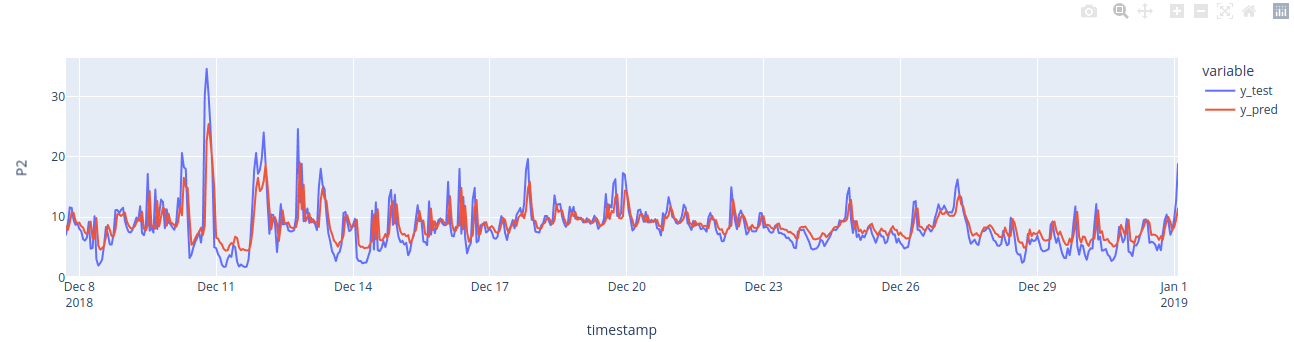 variable
y_test
y_pred
P2
30
20
10
0
Dec 8
2018
Dec 11
Dec 14
Dec 17
Dec 20
Dec 23
Dec 26
Dec 29
Jan 1
2019
timestamp